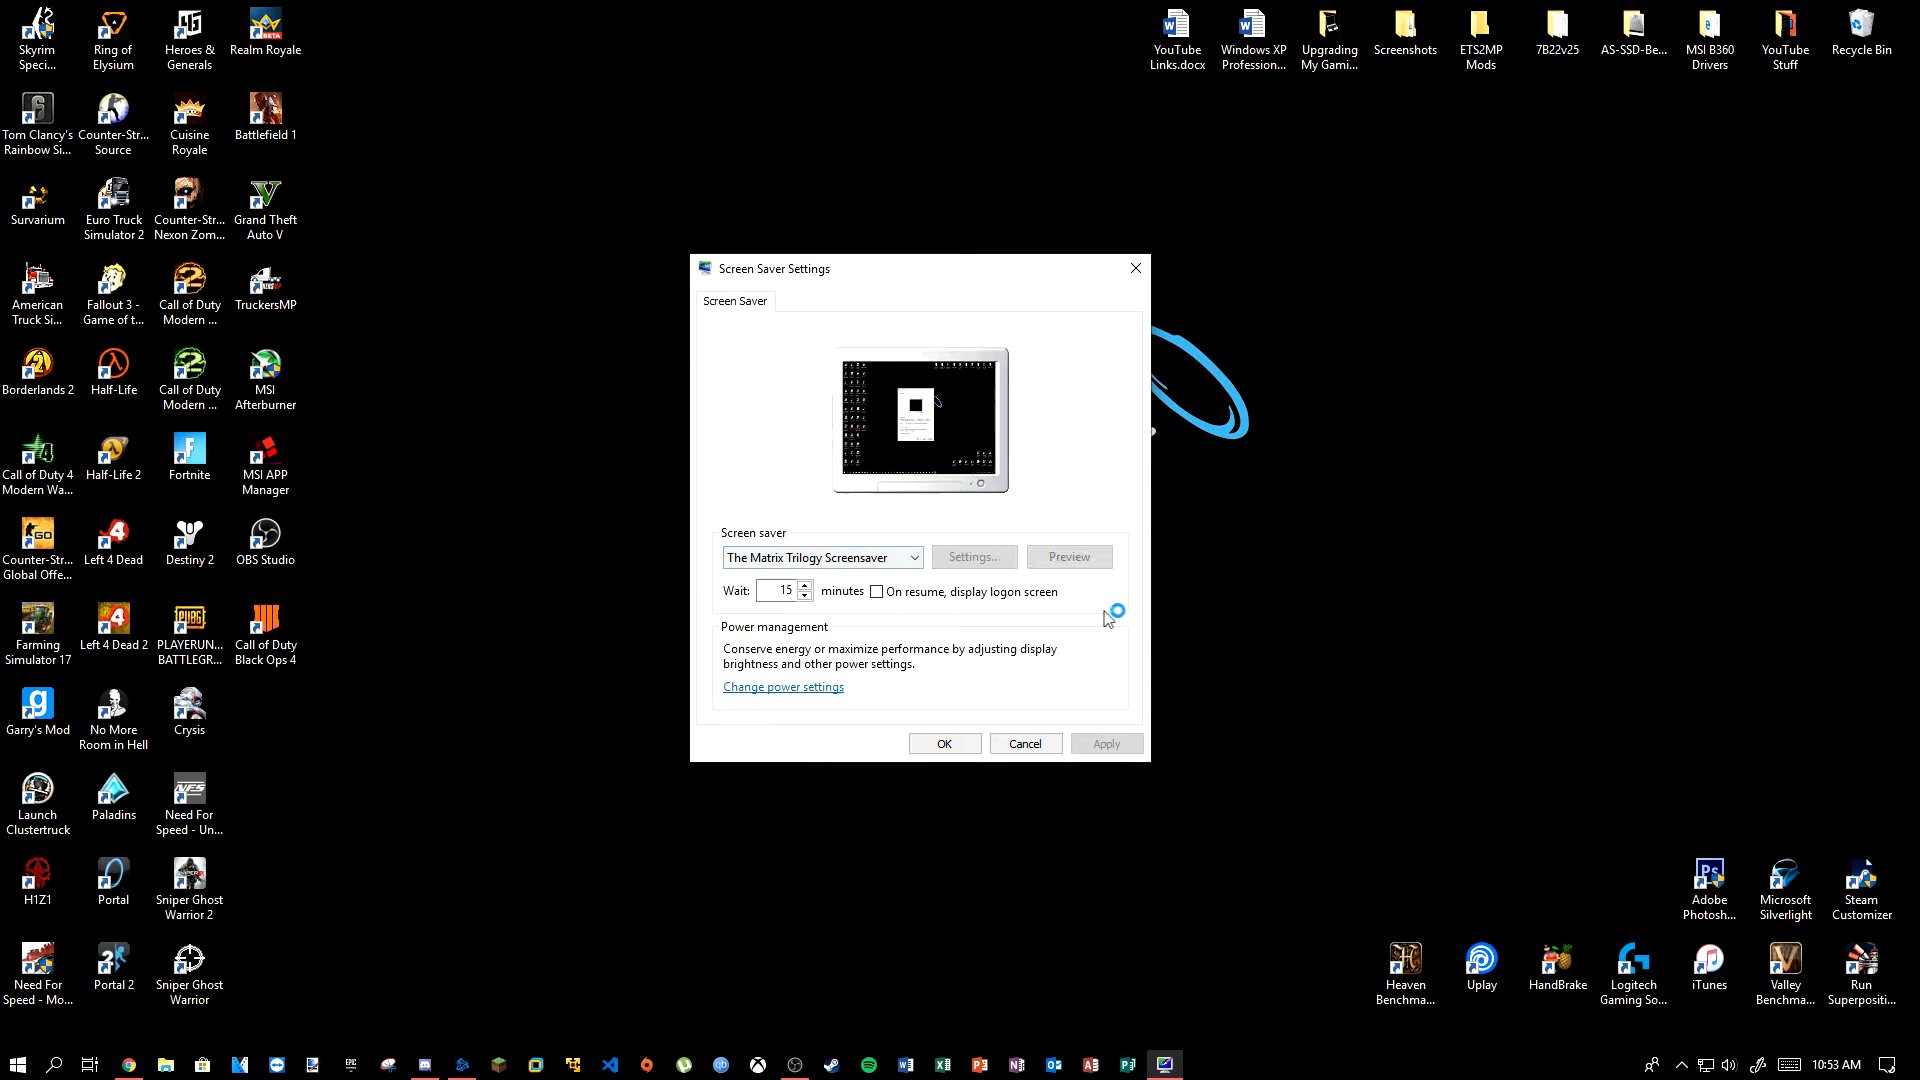 Skyrim
Speci...
Ring of
Elysium
Heroes &
Generals
Realm Royale
Tom Clancy's
Rainbow Si...
Counter-Str...
Source
Cuisine
Royale
Battlefield 1
Survarium
Euro Truck
Simulator 2
Counter-Str...
Nexon Zom...
Grand Theft
Auto V
American
Truck Si...
Fallout 3 -
Game of t...
Call of Duty
Modern ...
TruckersMP
Borderlands 2
Half-Life
Call of Duty
Modern ...
MSI
Afterburner
Call of Duty 4
Modern Wa...
Half-Life 2
Fortnite
MSI APP
Manager
Counter-Str...
Global Offe...
Left 4 Dead
Destiny 2
OBS Studio
Farming
Simulator 17
Left 4 Dead 2
PLAYERUN...
BATTLEGR...
Call of Duty
Black Ops 4
Garry's Mod
No More
Room in Hell
Crysis
Launch
Clustertruck
Paladins
Need For
Speed - Un...
H1Z1
Portal
Sniper Ghost
Warrior 2
Need For
Speed - Mo...
Portal 2
Sniper Ghost
Warrior
YouTube
Links.docx
Windows XP
Profession...
Upgrading
My Gami...
Screenshots
ETS2MP
Mods
7B22v25
AS-SSD-Be...
MSI B360
Drivers
YouTube
Stuff
Recycle Bin
Screen Saver Settings
Screen Saver
Screen saver
The Matrix Trilogy Screensaver
Settings...
Preview
Wait: 15 minutes
On resume, display logon screen
Power management
Conserve energy or maximize performance by adjusting display
brightness and other power settings.
Change power settings
OK
Cancel
Apply
Adobe
Photosh...
Microsoft
Silverlight
Steam
Customizer
Heaven
Benchma...
Uplay
HandBrake
Logitech
Gaming So...
iTunes
Valley
Benchma...
Run
Superpositi...
10:53 AM